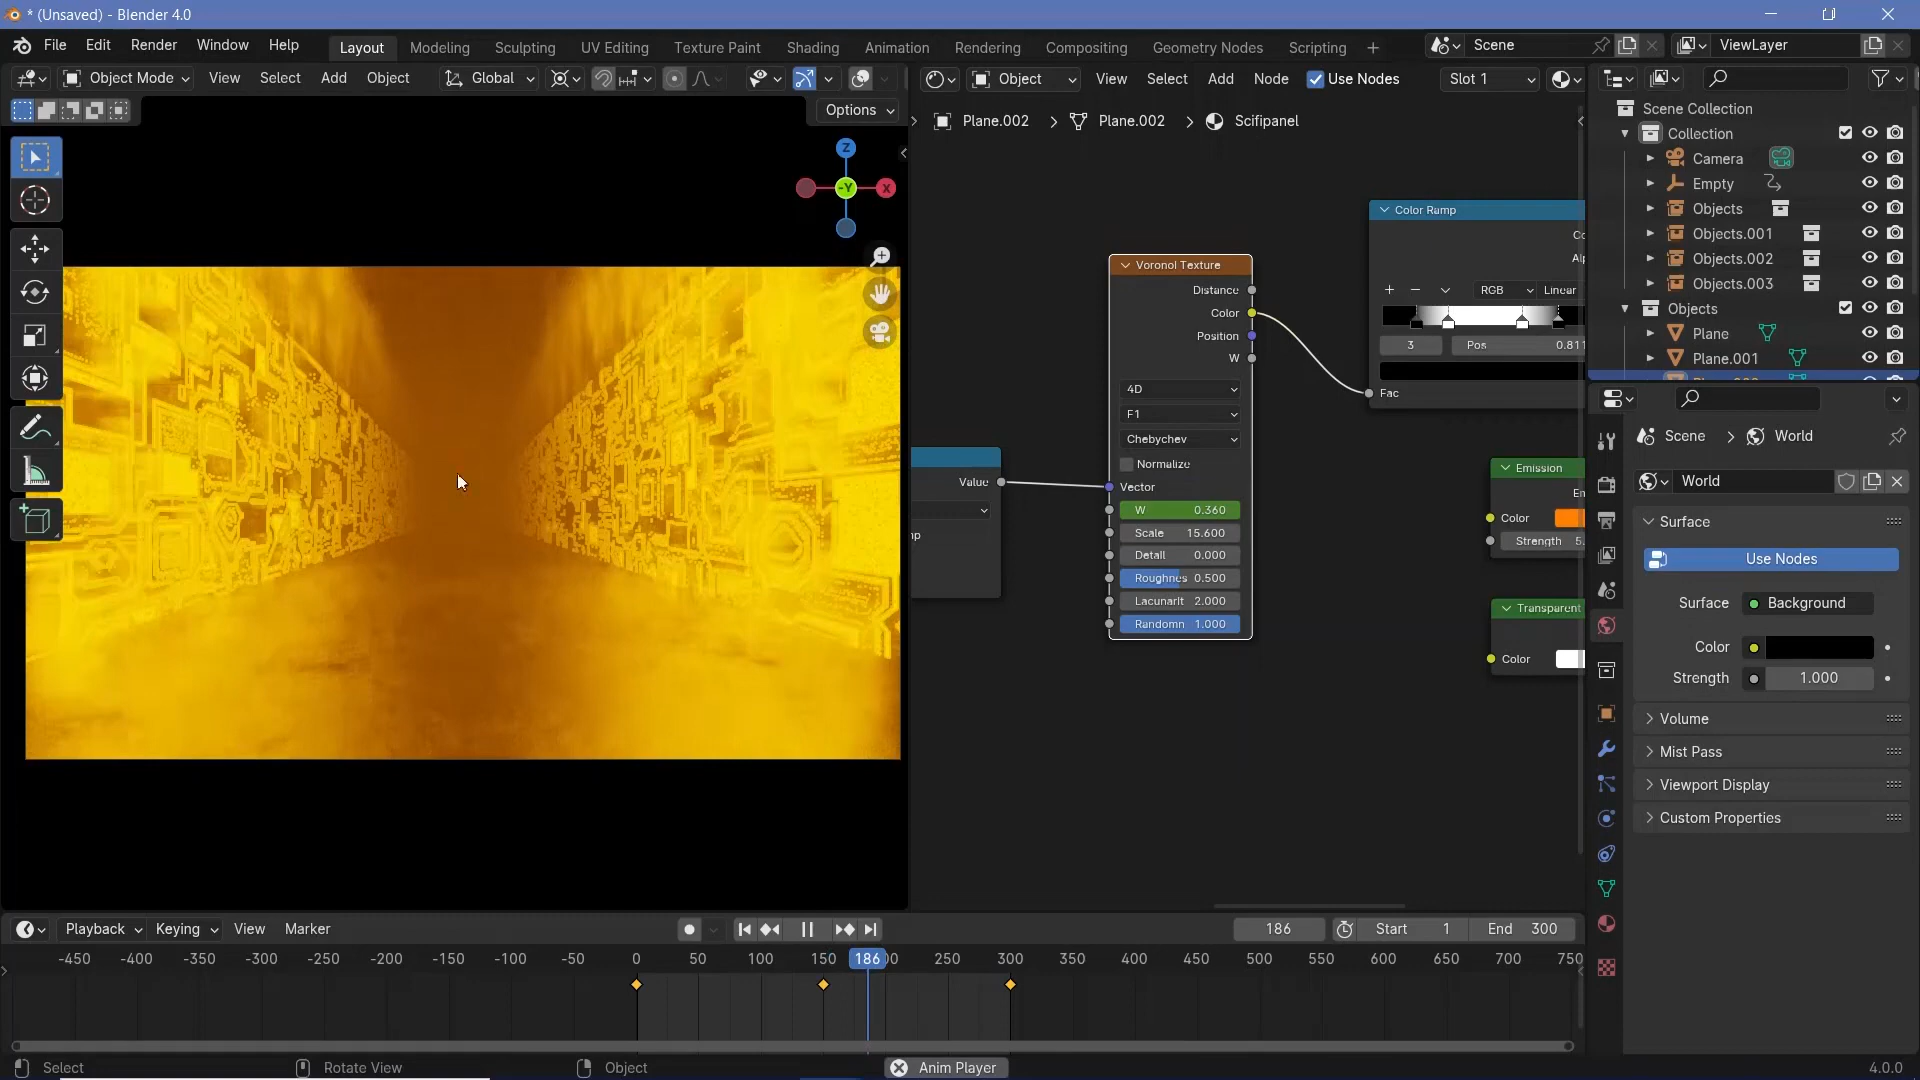 * (Unsaved) - Blender 4.0
File Edit Render Window Help
Layout Modeling Sculpting UV Editing Texture Paint Shading Animation Rendering Compositing Geometry Nodes Scripting +
Scene
ViewLayer
Object Mode View Select Add Object Global
Object View Select Add Node Use Nodes Slot 1
Options
Plane.002 > Plane.002 > Scifipanel
Z
-Y
X
Scene Collection
Collection
Camera
Empty
Objects
Objects.001
Objects.002
Objects.003
Objects
Plane
Plane.001
Color Ramp
RGB Linear
3 Pos 0.811
Fac
Voronoi Texture
Distance
Color
Position
W
4D
F1
Chebychev
Normalize
Vector
W 0.360
Scale 15.600
Detail 0.000
Roughnes 0.500
Lacunarit 2.000
Randomn 1.000
Value
Emission
Color
Strength 5.
Transparent
Color
Scene > World
World
Surface
Use Nodes
Surface Background
Color
Strength 1.000
Volume
Mist Pass
Viewport Display
Custom Properties
Playback Keying View Marker
186 Start 1 End 300
-450 -400 -350 -300 -250 -200 -150 -100 -50 0 50 100 150 186 250 300 350 400 450 500 550 600 650 700 750
Select Rotate View Object Anim Player 4.0.0